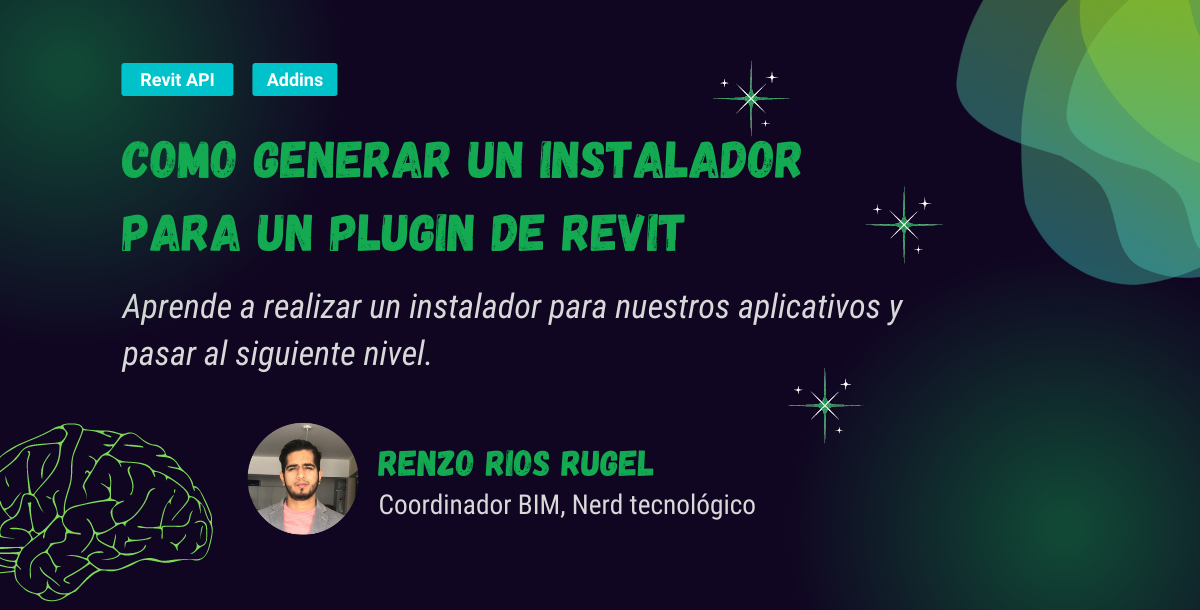 Revit API
Addins
COMO GENERAR UN INSTALADOR
PARA UN PLUGIN DE REVIT
Aprende a realizar un instalador para nuestros aplicativos y
pasar al siguiente nivel.
RENZO RIOS RUGEL
Coordinador BIM, Nerd tecnológico